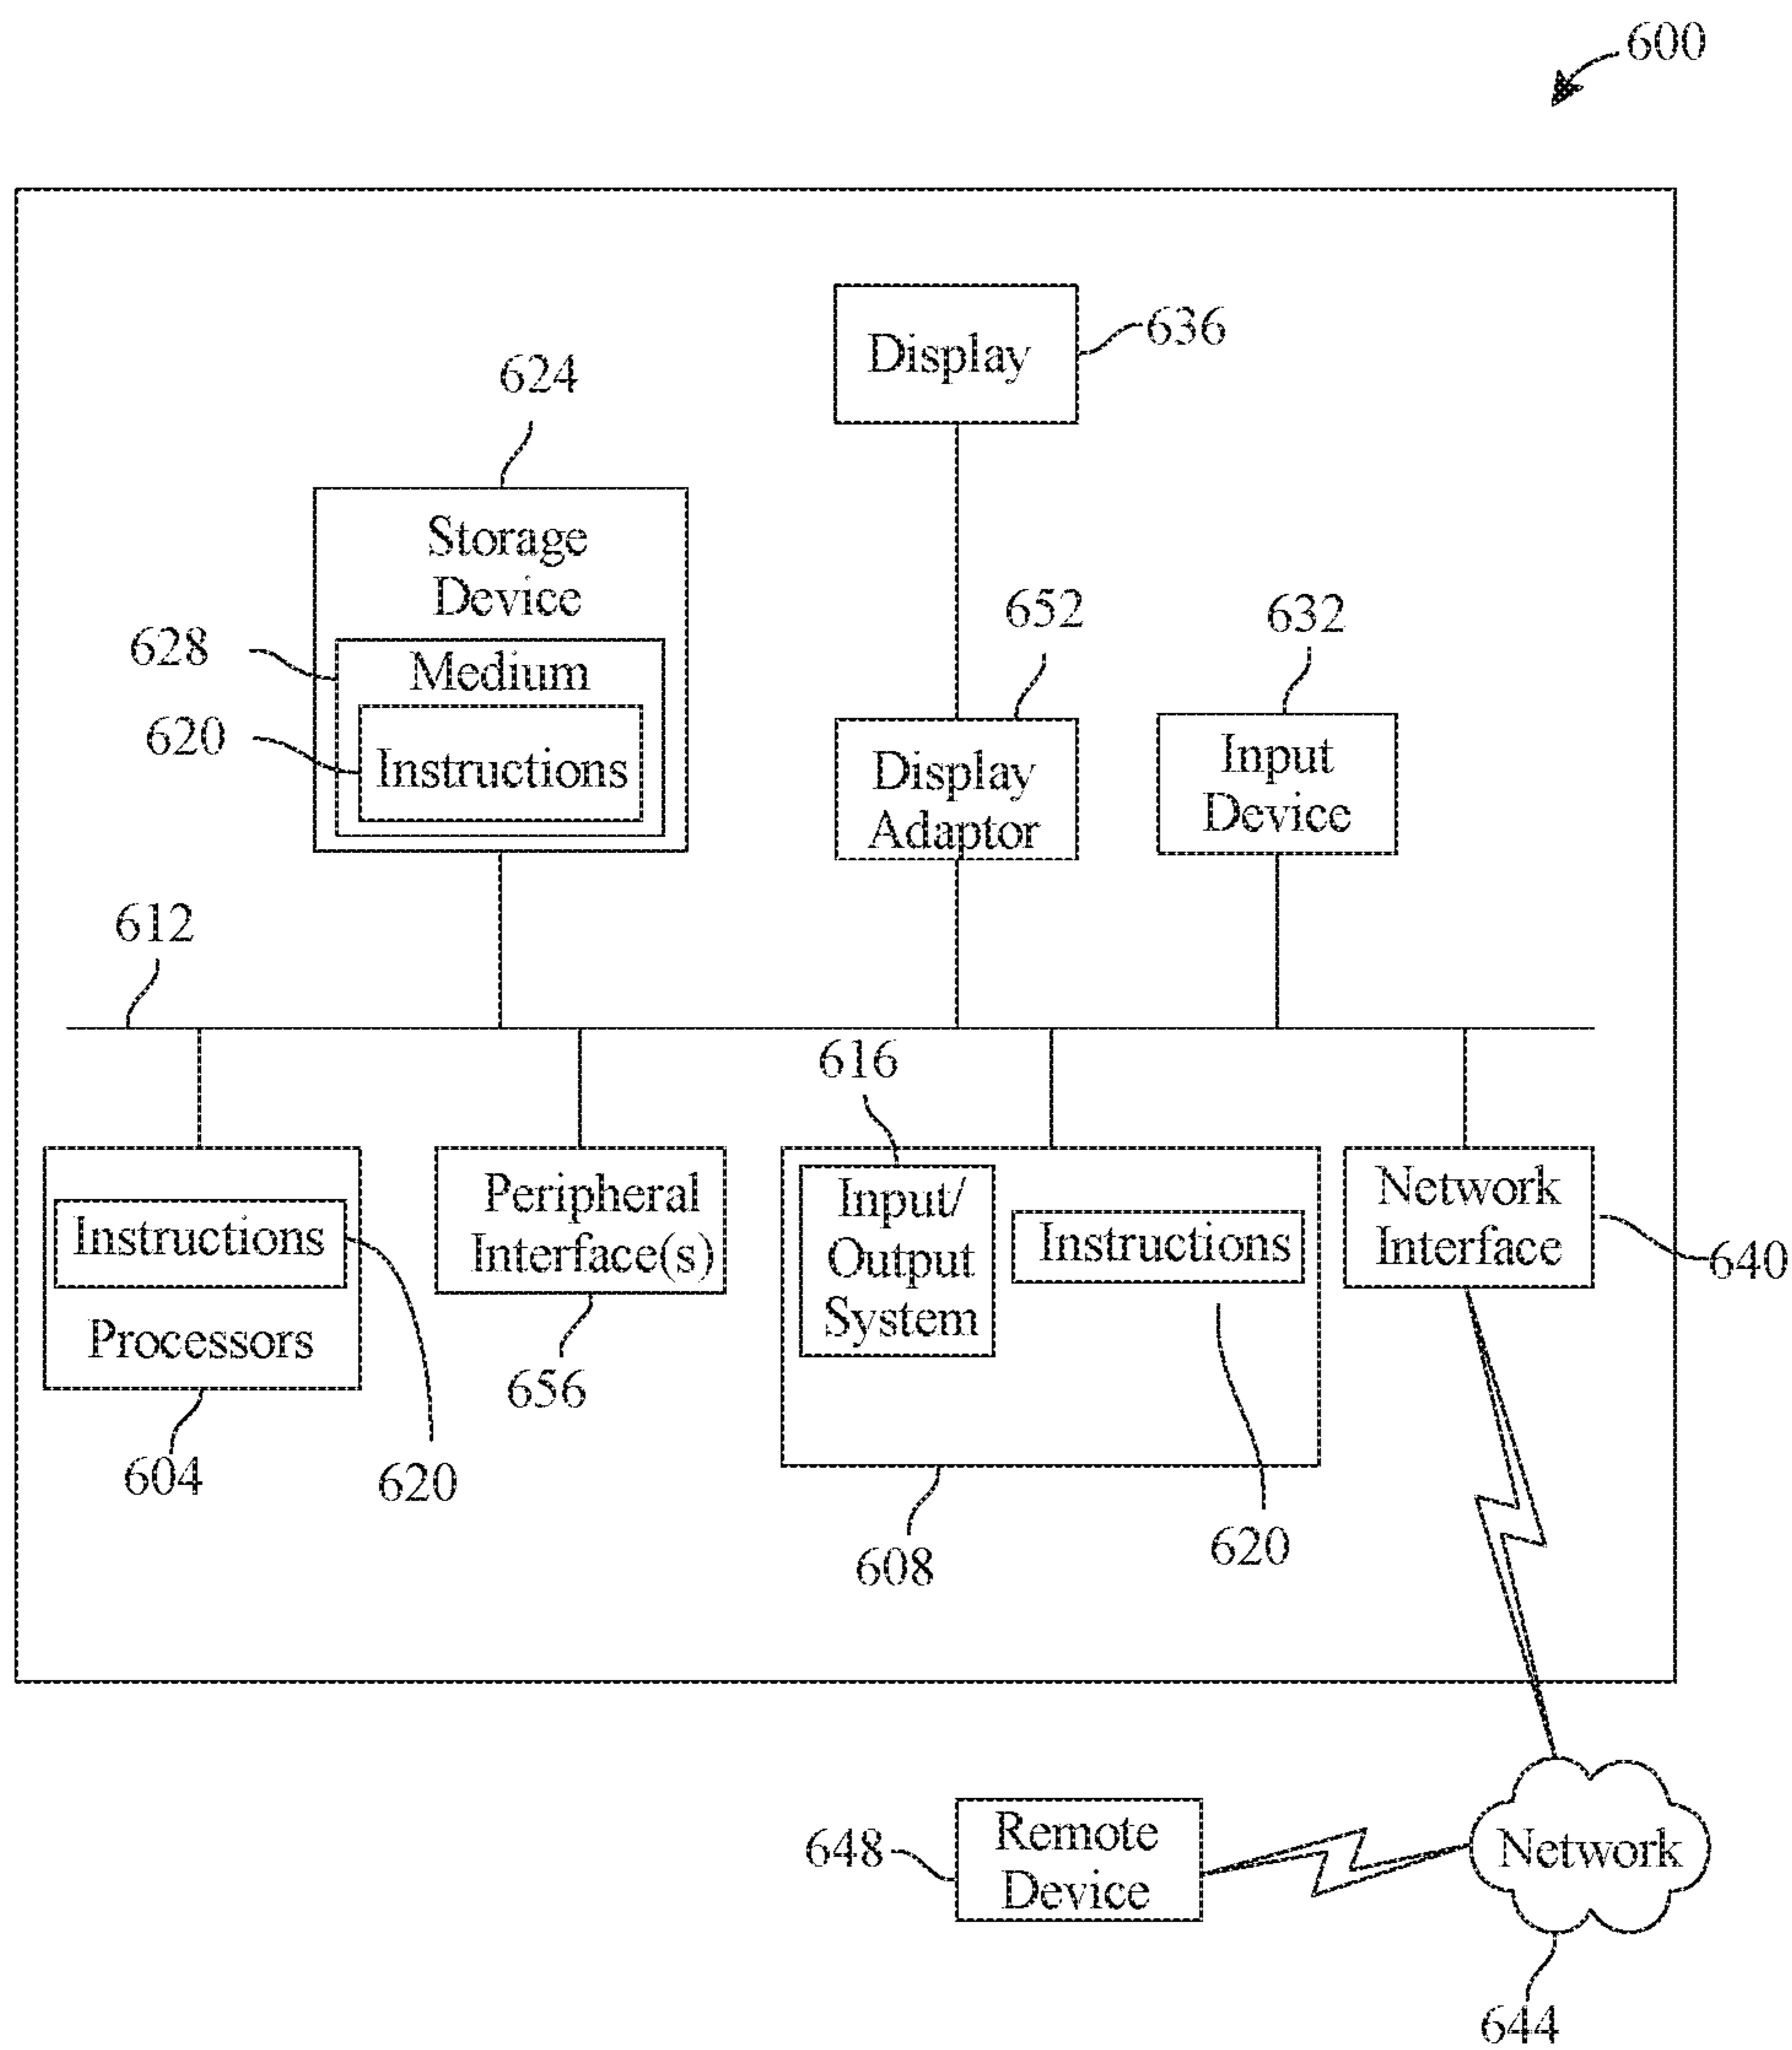 600
Display
636
624
Storage
Device
628
Medium
620
Instructions
652
Display
Adaptor
632
Input
Device
612
616
Instructions
Processors
604
620
Peripheral
Interface(s)
656
Input/
Output
System
Instructions
608
620
Network
Interface
640
648
Remote
Device
Network
644